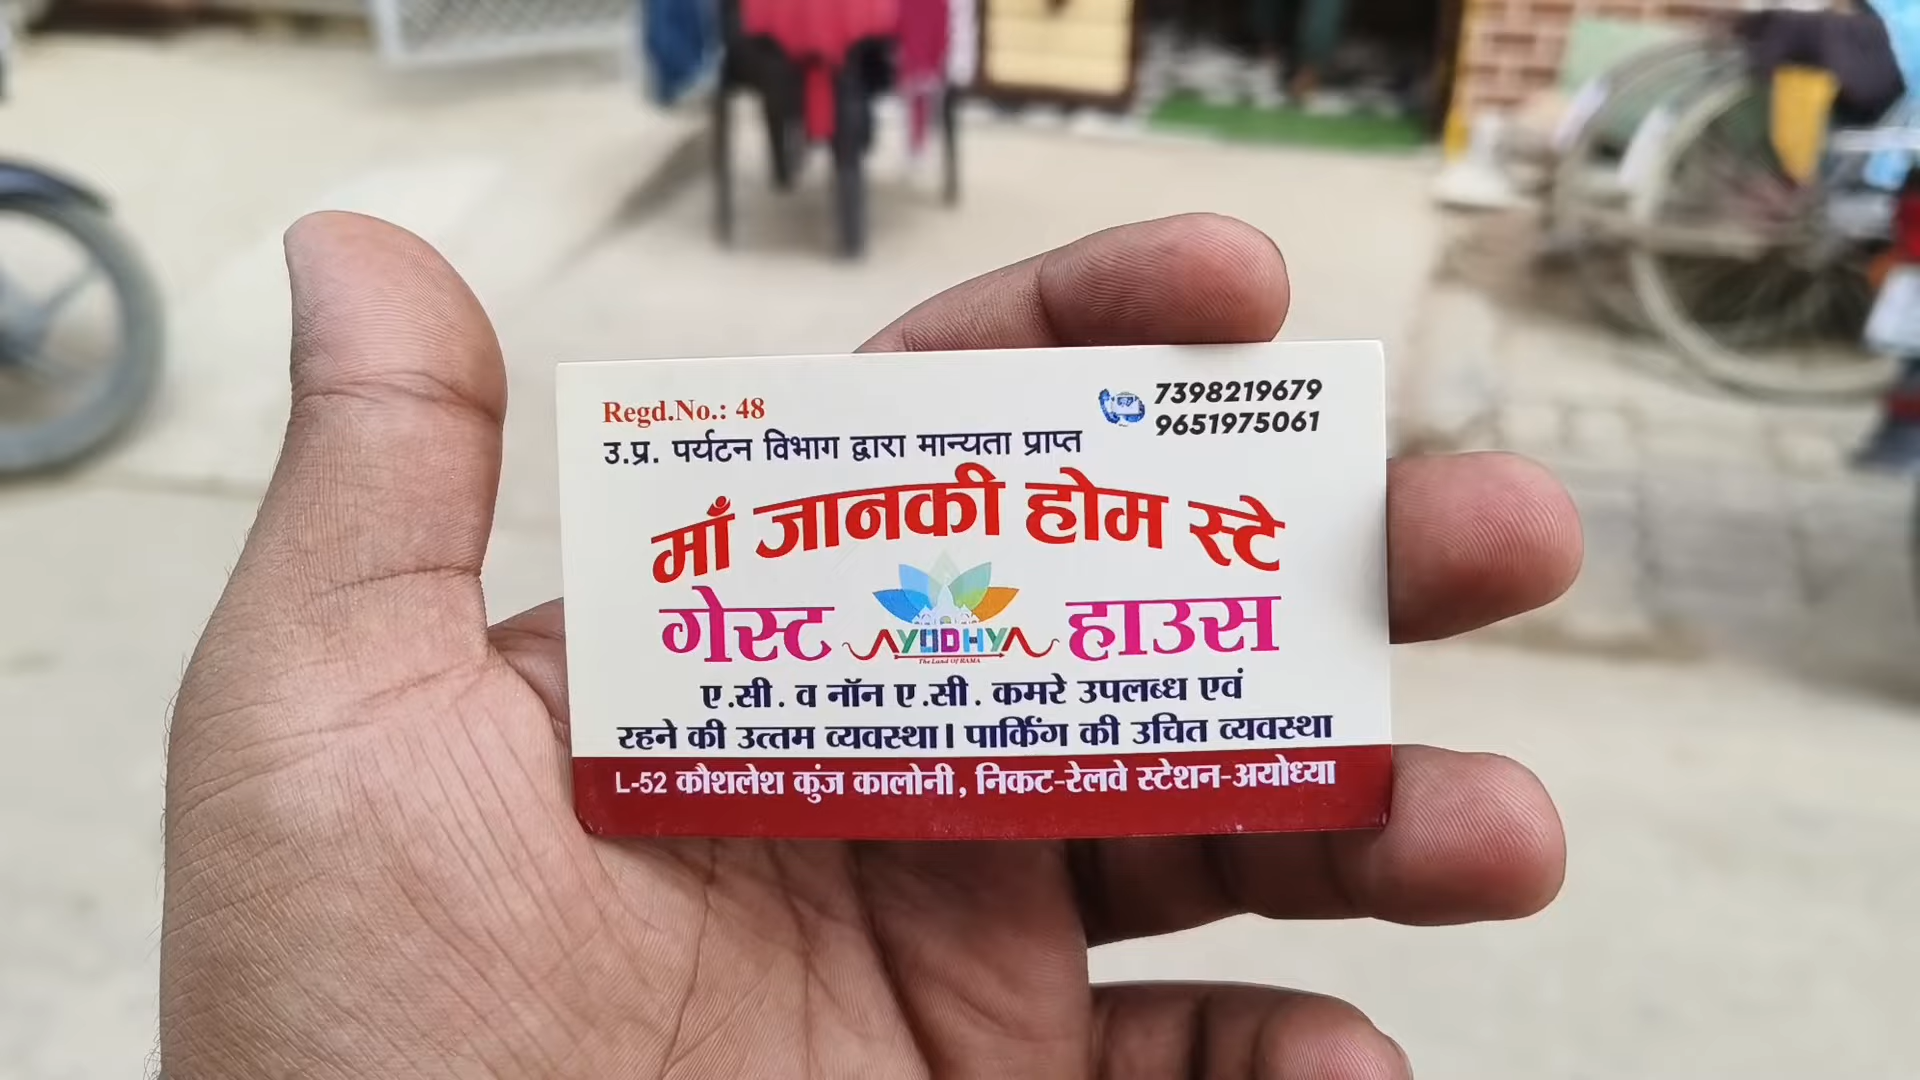 Regd.No.: 48
7398219679
9651975061
उ.प्र. पर्यटन विभाग द्वारा मान्यता प्राप्त
माँ जानकी होम स्टे
गेस्ट हाउस
AYODHYA
The Land Of RAMA
ए.सी. व नॉन ए.सी. कमरे उपलब्ध एवं
रहने की उत्तम व्यवस्था। पार्किंग की उचित व्यवस्था
L-52 कौशलेश कुंज कालोनी, निकट-रेलवे स्टेशन-अयोध्या